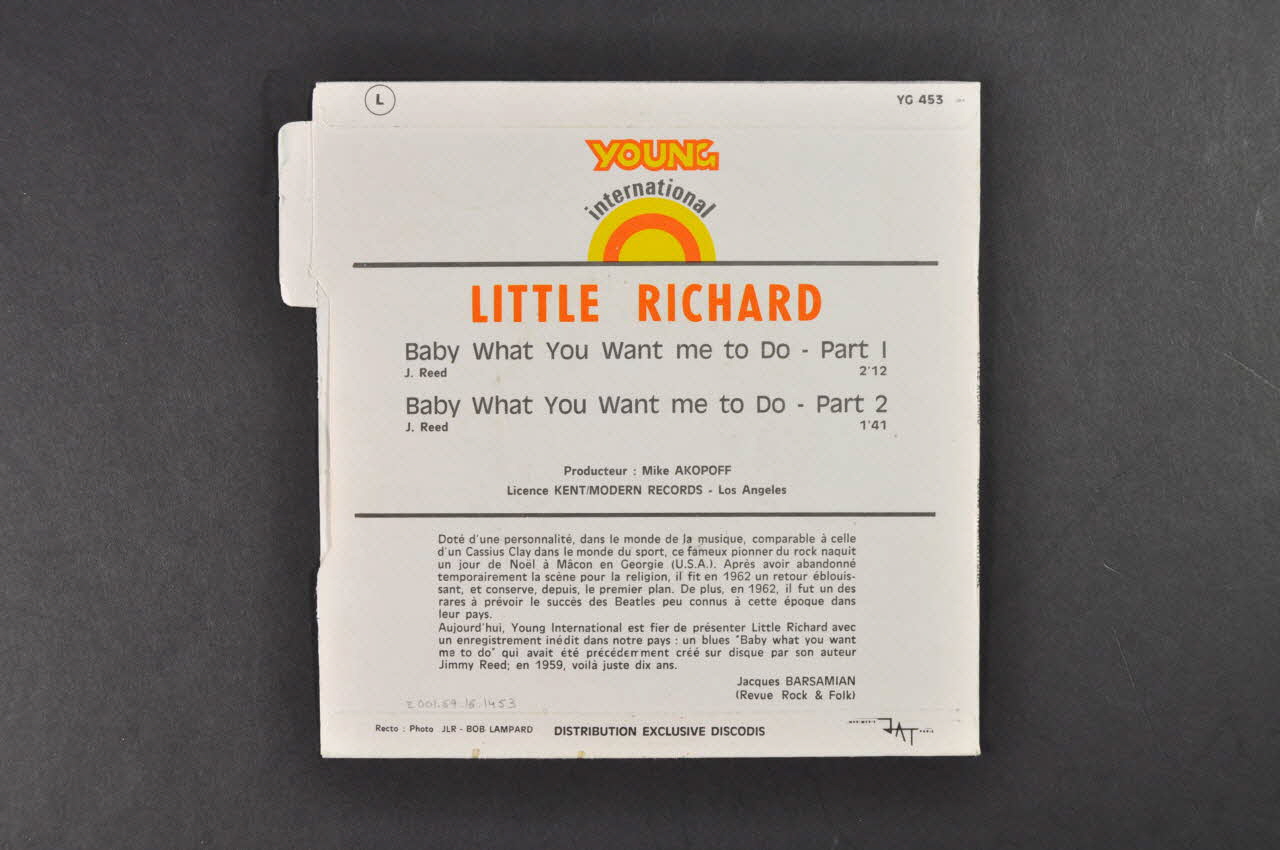 L
YG 453
YOUNG
international
LITTLE RICHARD
Baby What You Want me to Do - Part 1
J. Reed 2'12
Baby What You Want me to Do - Part 2
J. Reed 1'41
Producteur : Mike AKOPOFF
Licence KENT/MODERN RECORDS - Los Angeles
Doté d'une personnalité, dans le monde de la musique, comparable à celle
d'un Cassius Clay dans le monde du sport, ce fameux pionner du rock naquit
un jour de Noël à Mâcon en Georgie (U.S.A.). Après avoir abandonné
temporairement la scène pour la religion, il fit en 1962 un retour éblouis-
sant, et conserve, depuis, le premier plan. De plus, en 1962, il fut un des
rares à prévoir le succès des Beatles peu connus à cette époque dans
leur pays.
Aujourd'hui, Young International est fier de présenter Little Richard avec
un enregistrement inédit dans notre pays : un blues "Baby what you want
me to do" qui avait été précédemment créé sur disque par son auteur
Jimmy Reed; en 1959, voilà juste dix ans.
Jacques BARSAMIAN
(Revue Rock & Folk)
2001.59.16.1453
Recto : Photo JLR - BOB LAMPARD
DISTRIBUTION EXCLUSIVE DISCODIS
JAT